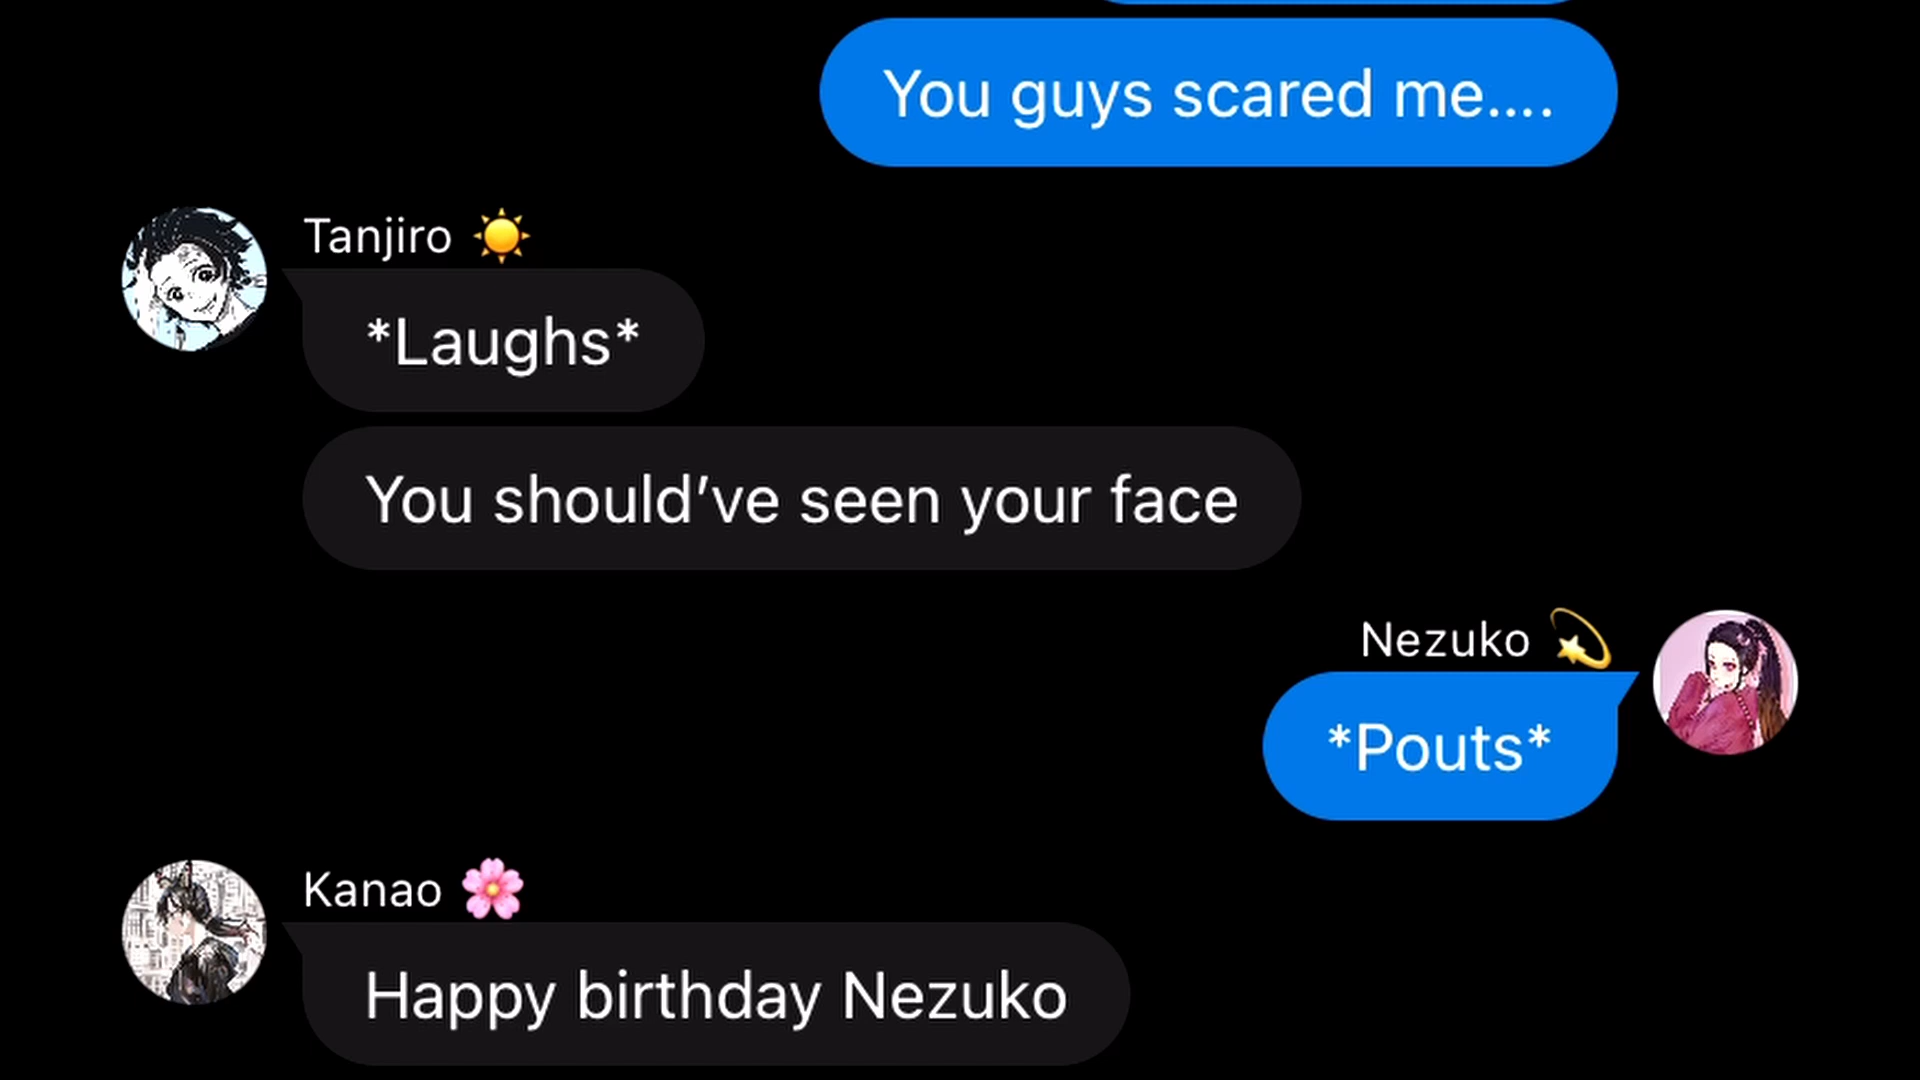 You guys scared me....
Tanjiro ☀️
*Laughs*
You should’ve seen your face
Nezuko 💫
*Pouts*
Kanao 🌸
Happy birthday Nezuko